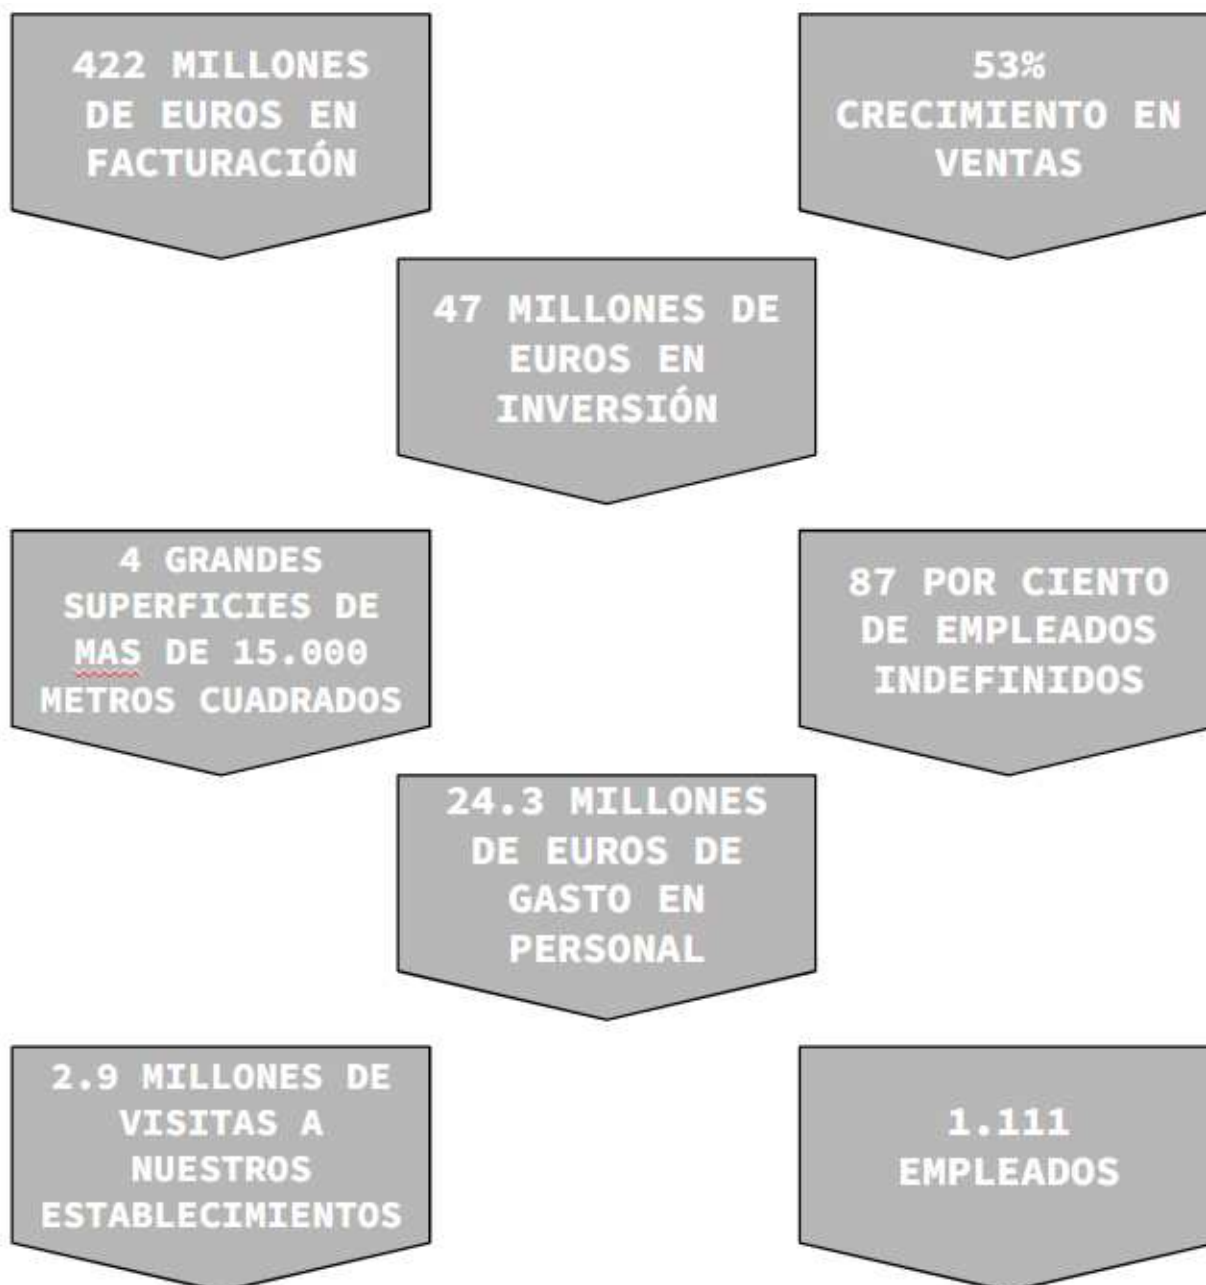 422 MILLONES
DE EUROS EN
FACTURACIÓN
53%
CRECIMIENTO EN
VENTAS
47 MILLONES DE
EUROS EN
INVERSIÓN
4 GRANDES
SUPERFICIES DE
MAS DE 15.000
METROS CUADRADOS
87 POR CIENTO
DE EMPLEADOS
INDEFINIDOS
24.3 MILLONES
DE EUROS DE
GASTO EN
PERSONAL
2.9 MILLONES DE
VISITAS A
NUESTROS
ESTABLECIMIENTOS
1.111
EMPLEADOS